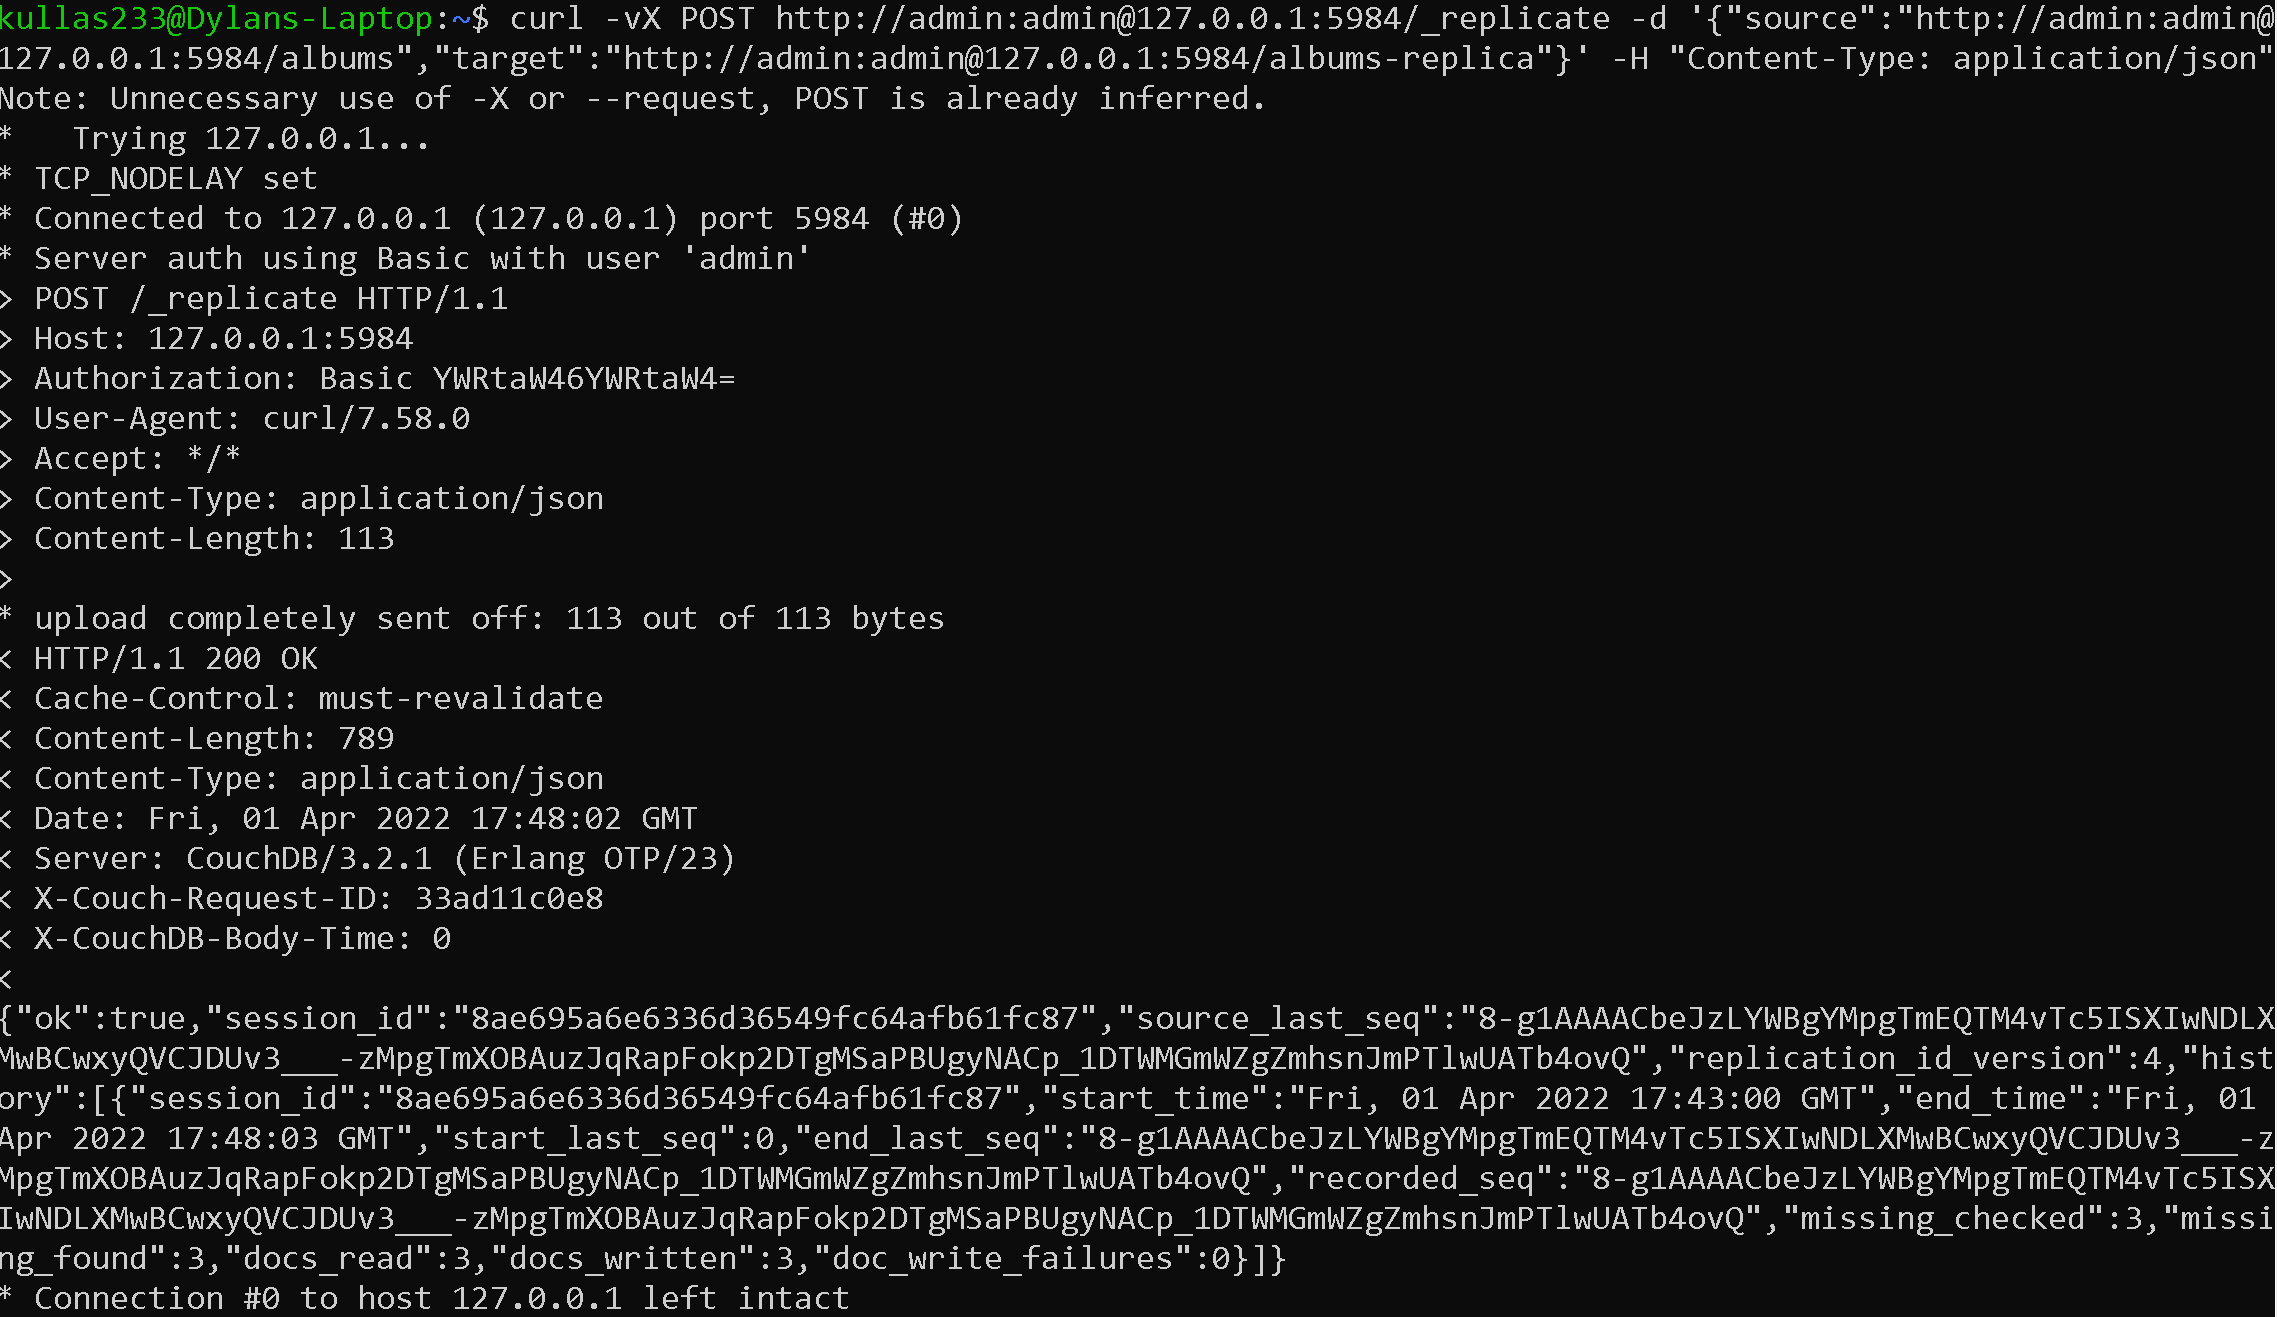 kullas233@Dylans-Laptop:~$ curl -vX POST http://admin:admin@127.0.0.1:5984/_replicate -d '{"source":"http://admin:admin@
127.0.0.1:5984/albums","target":"http://admin:admin@127.0.0.1:5984/albums-replica"}' -H "Content-Type: application/json"
Note: Unnecessary use of -X or --request, POST is already inferred.
*   Trying 127.0.0.1...
* TCP_NODELAY set
* Connected to 127.0.0.1 (127.0.0.1) port 5984 (#0)
* Server auth using Basic with user 'admin'
> POST /_replicate HTTP/1.1
> Host: 127.0.0.1:5984
> Authorization: Basic YWRtaW46YWRtaW4=
> User-Agent: curl/7.58.0
> Accept: */*
> Content-Type: application/json
> Content-Length: 113
>
* upload completely sent off: 113 out of 113 bytes
< HTTP/1.1 200 OK
< Cache-Control: must-revalidate
< Content-Length: 789
< Content-Type: application/json
< Date: Fri, 01 Apr 2022 17:48:02 GMT
< Server: CouchDB/3.2.1 (Erlang OTP/23)
< X-Couch-Request-ID: 33ad11c0e8
< X-CouchDB-Body-Time: 0
<
{"ok":true,"session_id":"8ae695a6e6336d36549fc64afb61fc87","source_last_seq":"8-g1AAAACbeJzLYWBgYMpgTmEQTM4vTc5ISXIwNDLX
MwBCwxyQVCJDUv3___-zMpgTmXOBAuzJqRapFokp2DTgMSaPBUgyNACp_1DTWMGmWZgZmhsnJmPTlwUATb4ovQ","replication_id_version":4,"hist
ory":[{"session_id":"8ae695a6e6336d36549fc64afb61fc87","start_time":"Fri, 01 Apr 2022 17:43:00 GMT","end_time":"Fri, 01
Apr 2022 17:48:03 GMT","start_last_seq":0,"end_last_seq":"8-g1AAAACbeJzLYWBgYMpgTmEQTM4vTc5ISXIwNDLXMwBCwxyQVCJDUv3___-z
MpgTmXOBAuzJqRapFokp2DTgMSaPBUgyNACp_1DTWMGmWZgZmhsnJmPTlwUATb4ovQ","recorded_seq":"8-g1AAAACbeJzLYWBgYMpgTmEQTM4vTc5ISX
IwNDLXMwBCwxyQVCJDUv3___-zMpgTmXOBAuzJqRapFokp2DTgMSaPBUgyNACp_1DTWMGmWZgZmhsnJmPTlwUATb4ovQ","missing_checked":3,"missi
ng_found":3,"docs_read":3,"docs_written":3,"doc_write_failures":0}]}
* Connection #0 to host 127.0.0.1 left intact